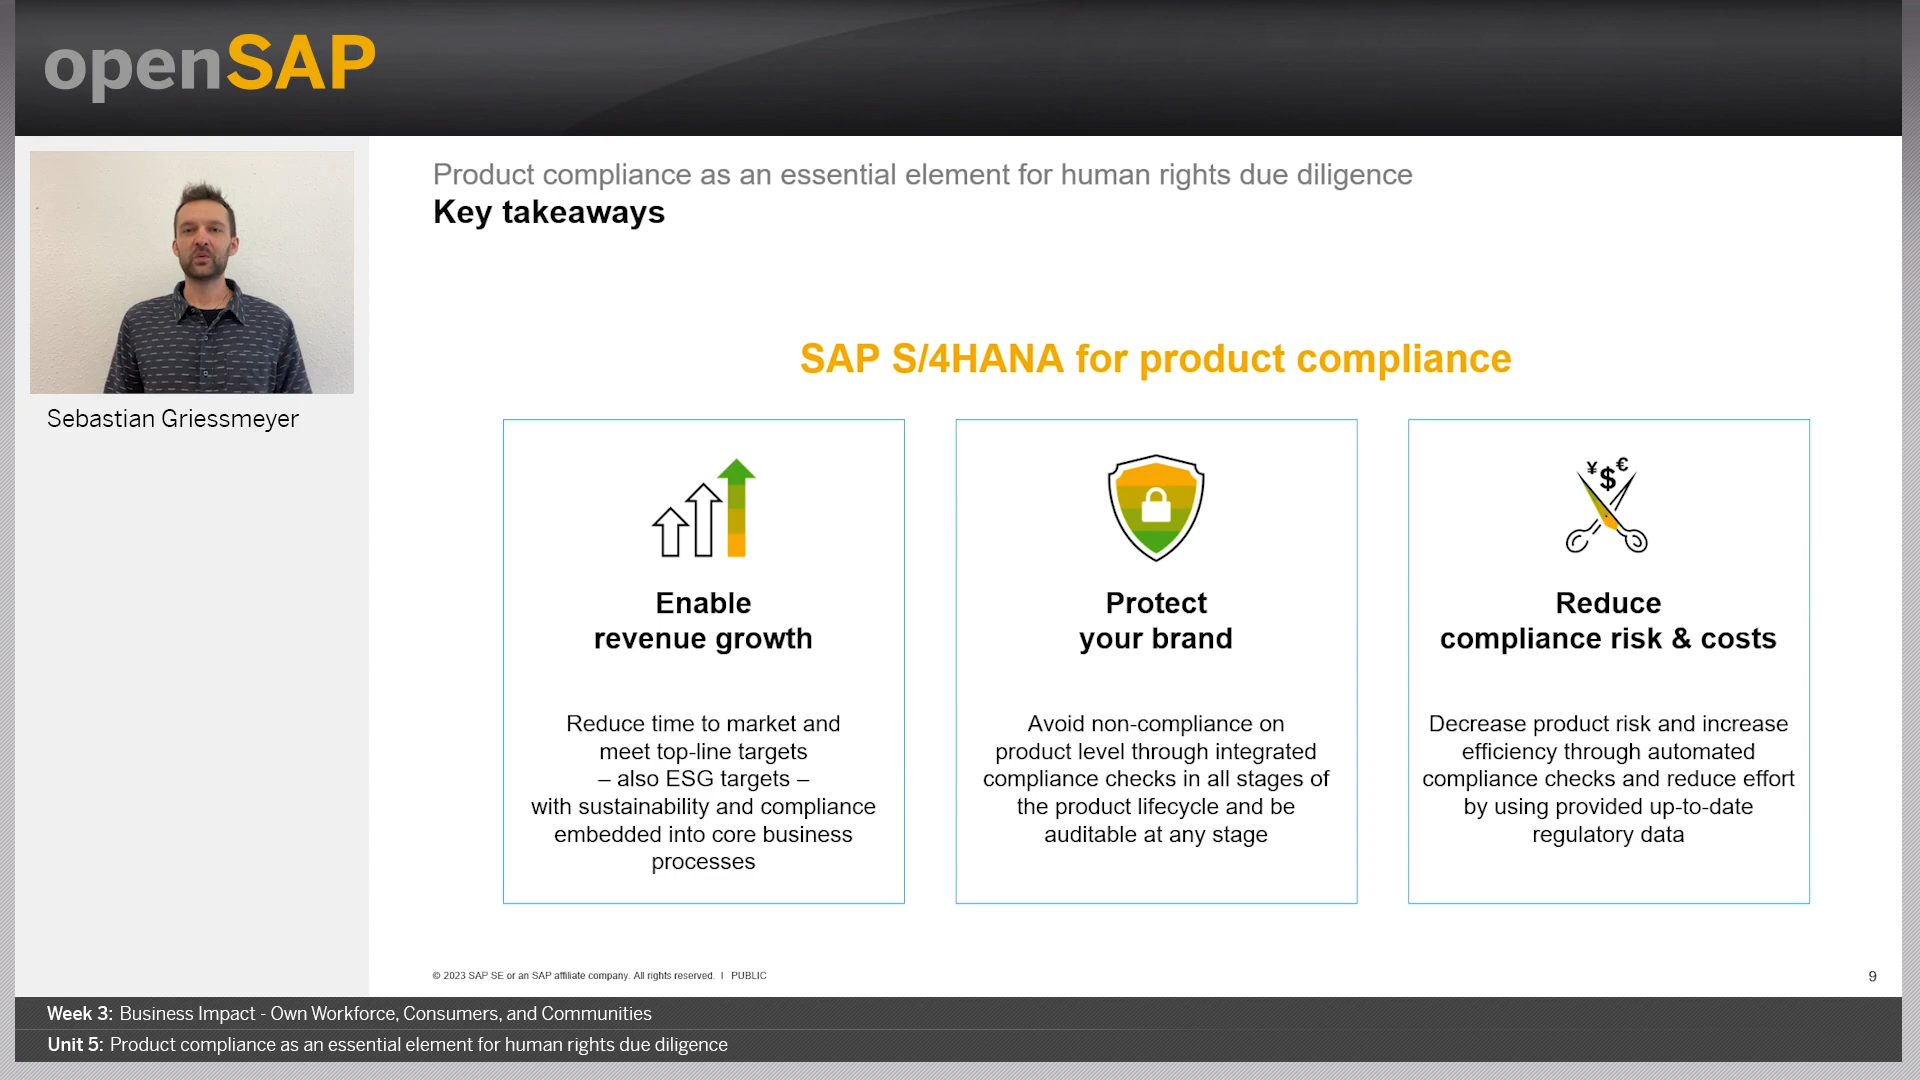 openSAP
Product compliance as an essential element for human rights due diligence
Key takeaways
Sebastian Griessmeyer
SAP S/4HANA for product compliance
Enable
revenue growth
Reduce time to market and
meet top-line targets
– also ESG targets –
with sustainability and compliance
embedded into core business
processes
Protect
your brand
Avoid non-compliance on
product level through integrated
compliance checks in all stages of
the product lifecycle and be
auditable at any stage
¥ $ €
Reduce
compliance risk & costs
Decrease product risk and increase
efficiency through automated
compliance checks and reduce effort
by using provided up-to-date
regulatory data
© 2023 SAP SE or an SAP affiliate company. All rights reserved. I PUBLIC
9
Week 3: Business Impact - Own Workforce, Consumers, and Communities
Unit 5: Product compliance as an essential element for human rights due diligence